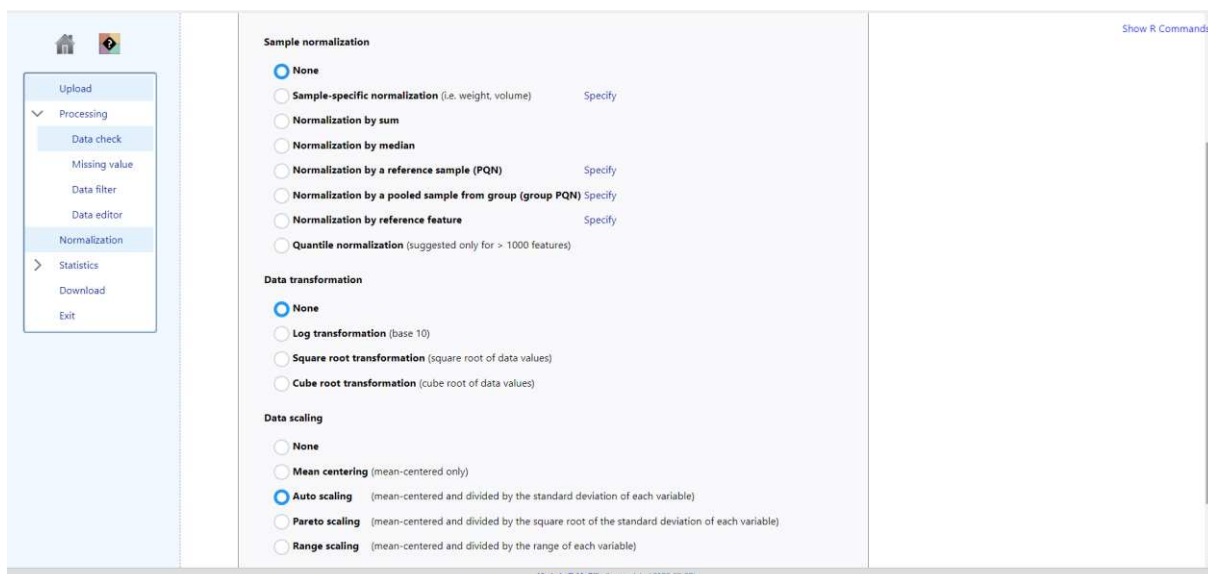 Show R Commands
Upload
Processing
Data check
Missing value
Data filter
Data editor
Normalization
Statistics
Download
Exit
Sample normalization
None
Sample-specific normalization (i.e. weight, volume) Specify
Normalization by sum
Normalization by median
Normalization by a reference sample (PQN) Specify
Normalization by a pooled sample from group (group PQN) Specify
Normalization by reference feature Specify
Quantile normalization (suggested only for > 1000 features)
Data transformation
None
Log transformation (base 10)
Square root transformation (square root of data values)
Cube root transformation (cube root of data values)
Data scaling
None
Mean centering (mean-centered only)
Auto scaling (mean-centered and divided by the standard deviation of each variable)
Pareto scaling (mean-centered and divided by the square root of the standard deviation of each variable)
Range scaling (mean-centered and divided by the range of each variable)